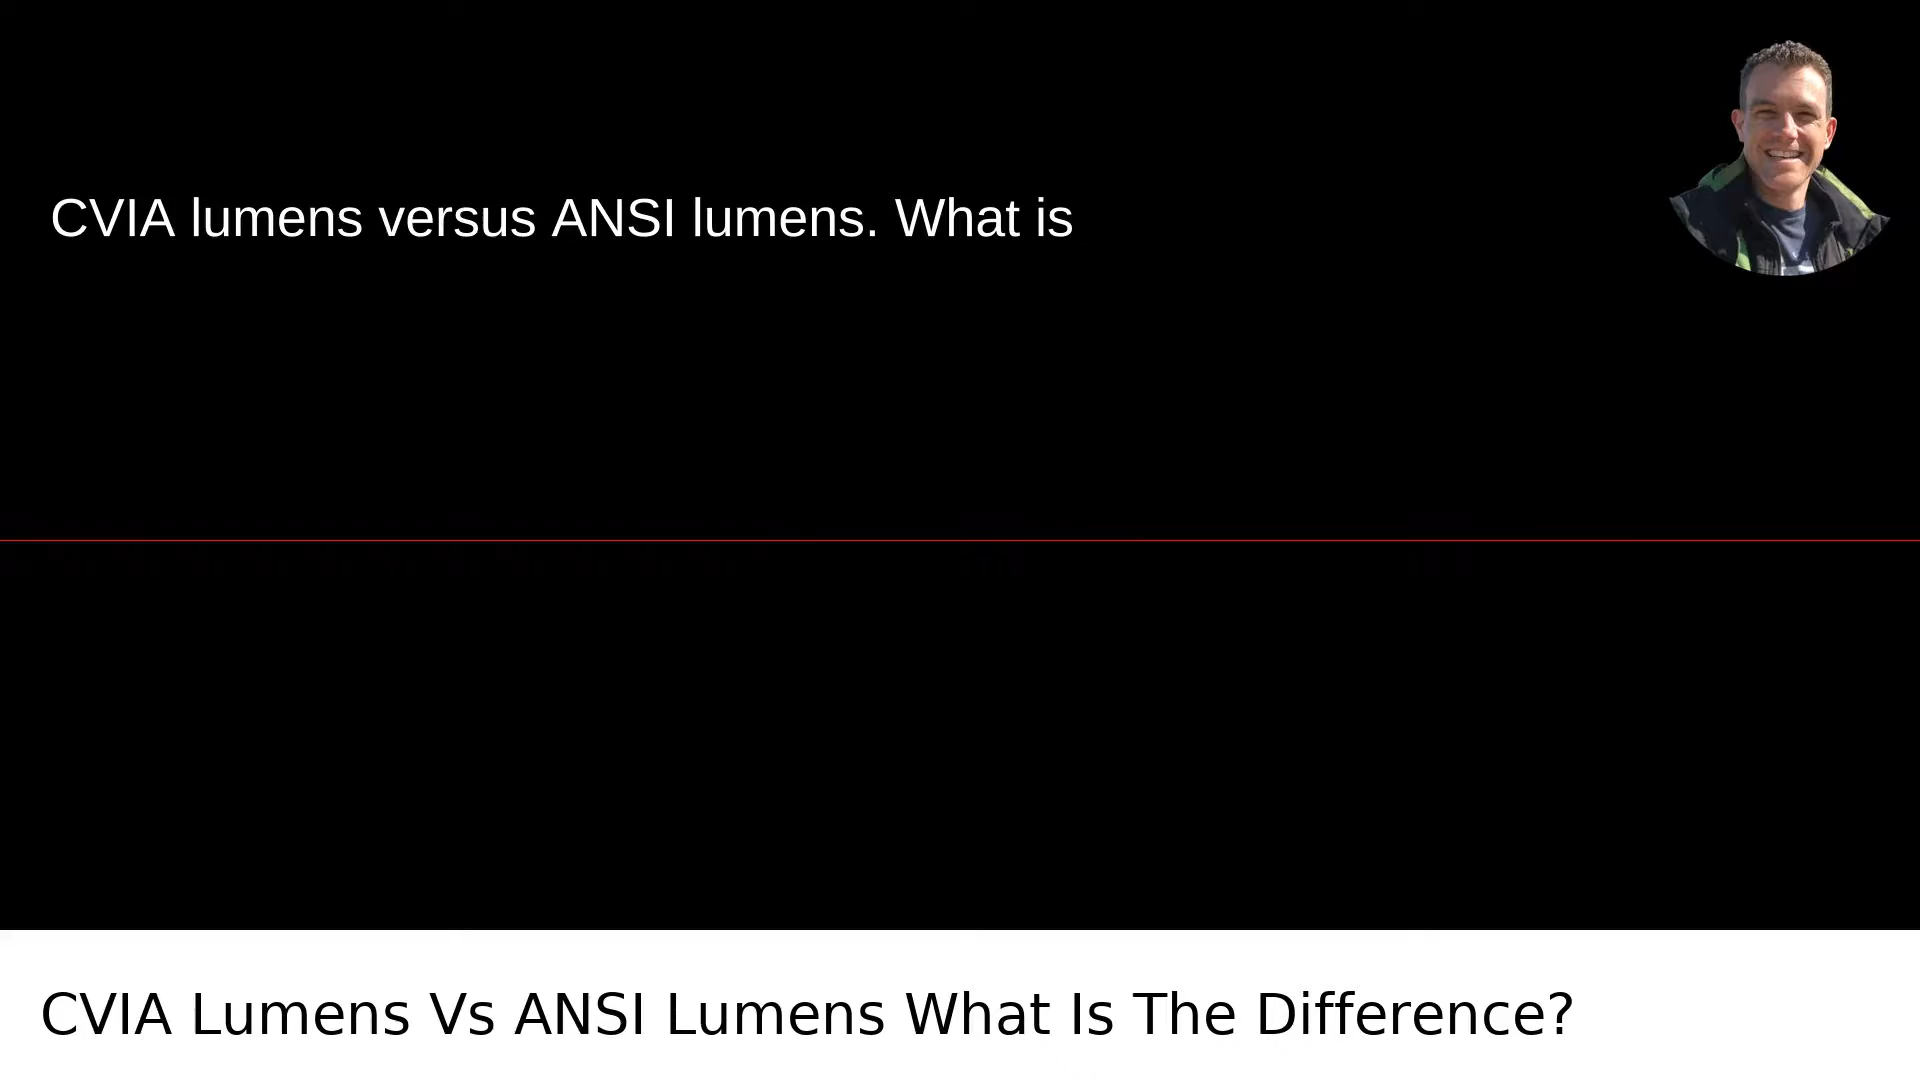 CVIA lumens versus ANSI lumens. What is
CVIA Lumens Vs ANSI Lumens What Is The Difference?